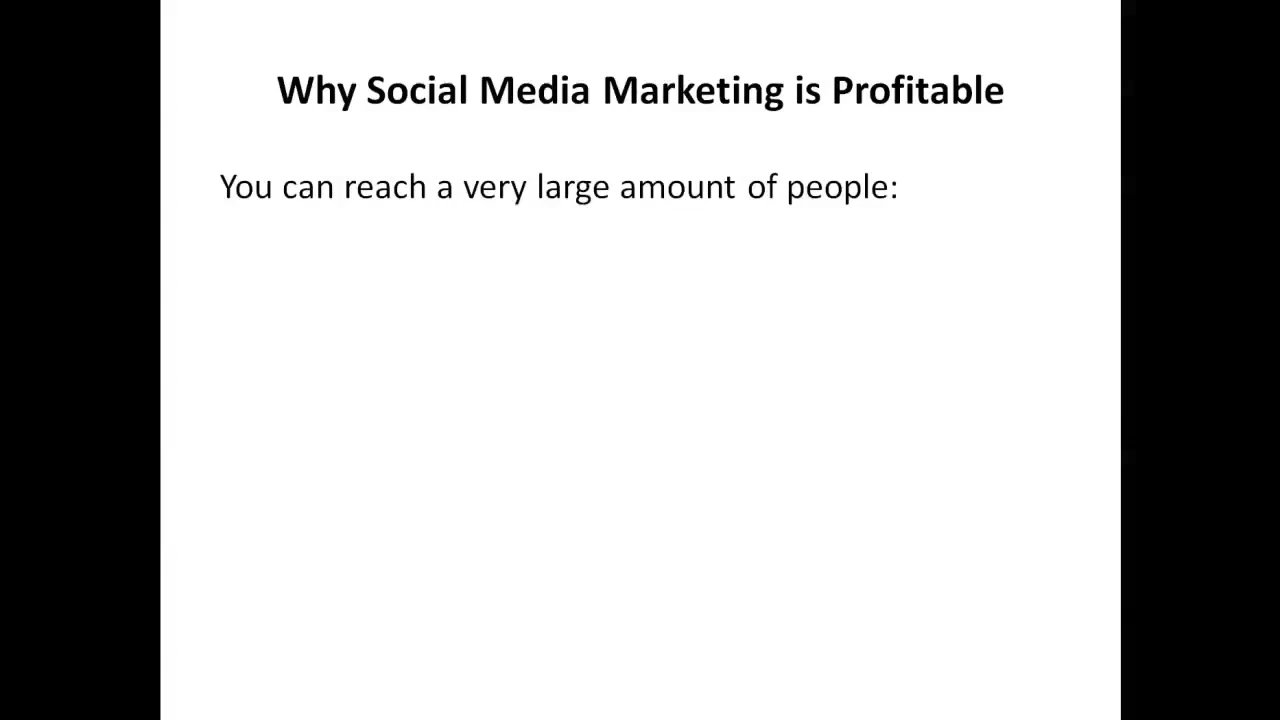 Why Social Media Marketing is Profitable
You can reach a very large amount of people: